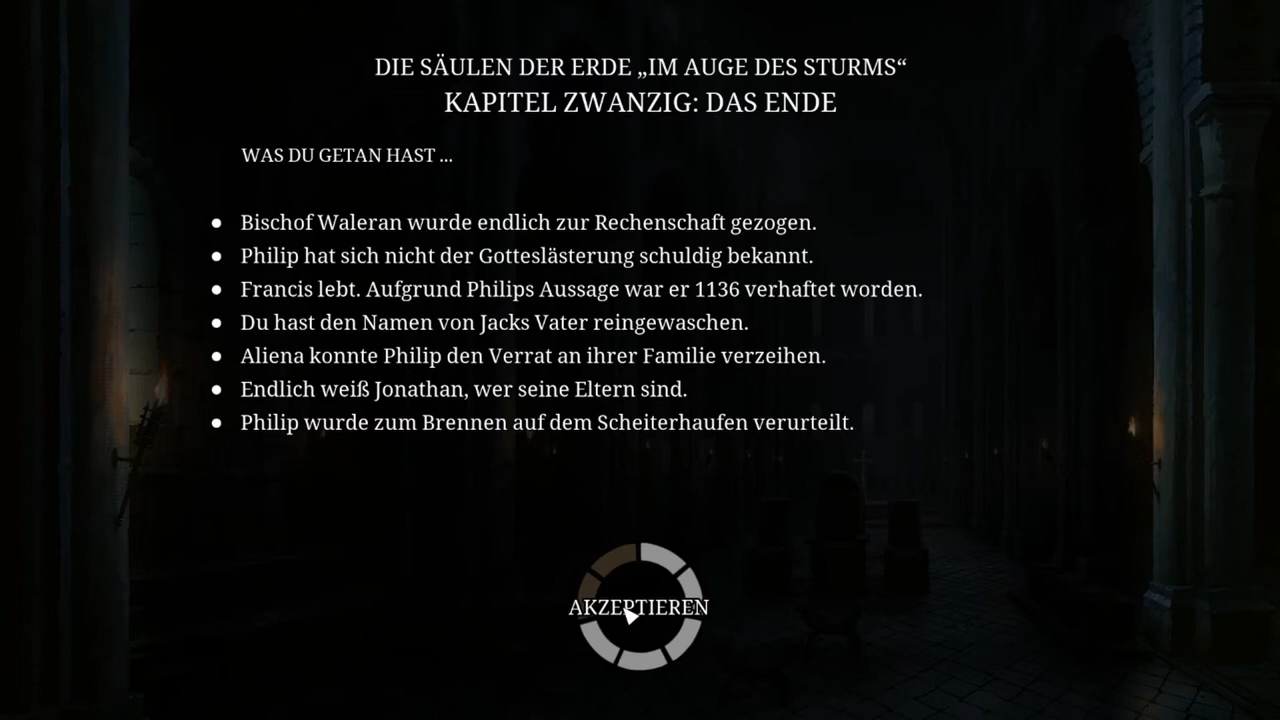 DIE SÄULEN DER ERDE „IM AUGE DES STURMS“
KAPITEL ZWANZIG: DAS ENDE
WAS DU GETAN HAST ...
● Bischof Waleran wurde endlich zur Rechenschaft gezogen.
● Philip hat sich nicht der Gotteslästerung schuldig bekannt.
● Francis lebt. Aufgrund Philips Aussage war er 1136 verhaftet worden.
● Du hast den Namen von Jacks Vater reingewaschen.
● Aliena konnte Philip den Verrat an ihrer Familie verzeihen.
● Endlich weiß Jonathan, wer seine Eltern sind.
● Philip wurde zum Brennen auf dem Scheiterhaufen verurteilt.
AKZEPTIEREN